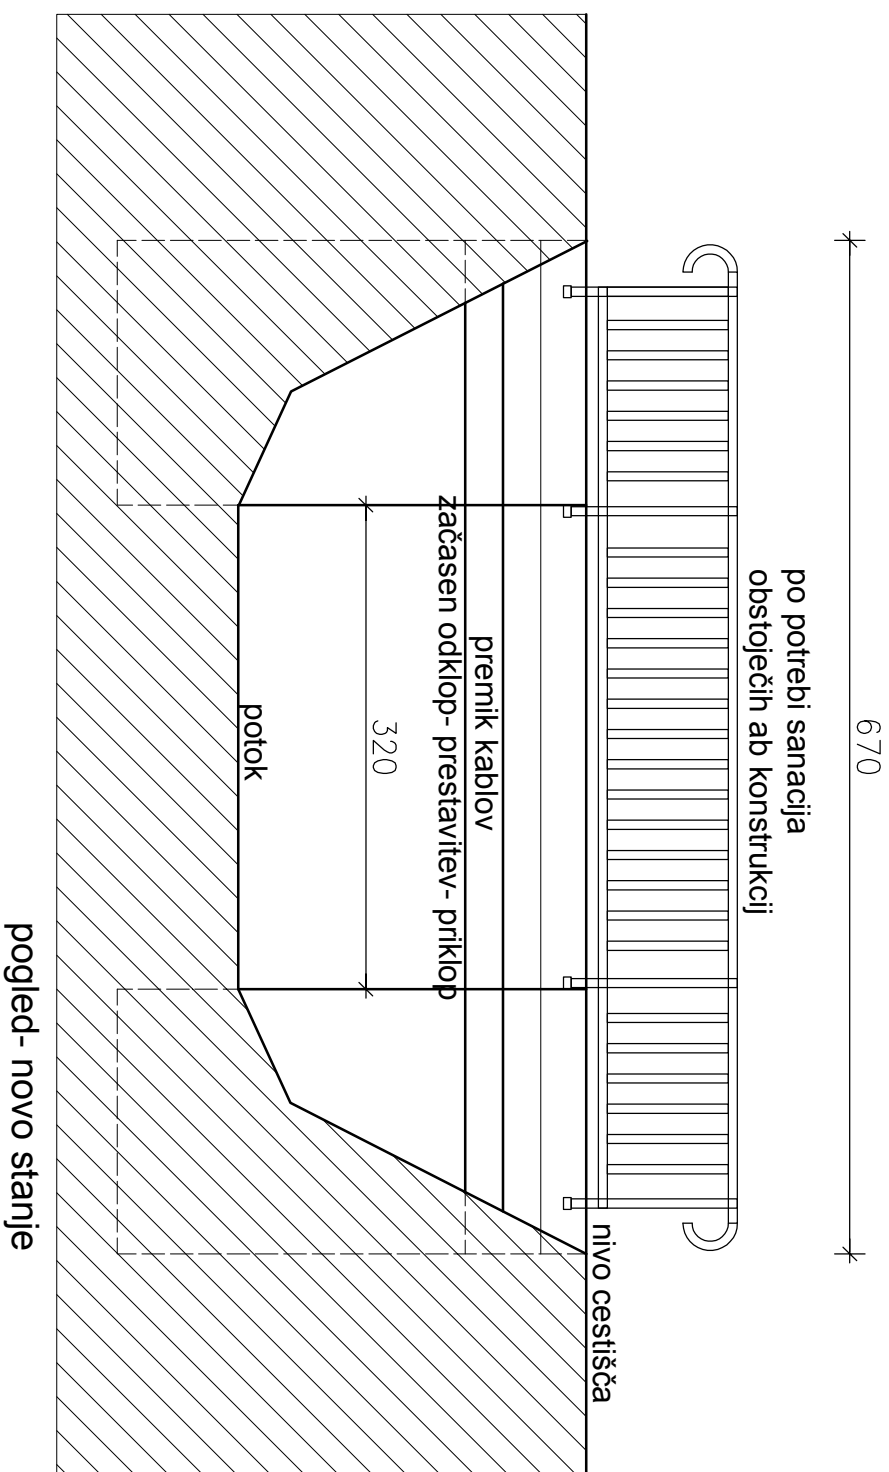 670
po potrebi sanacija
obstoječih ab konstrukcij
nivo cestišča
premik kablov
začasen odklop- prestavitev- priklop
320
potok
pogled- novo stanje